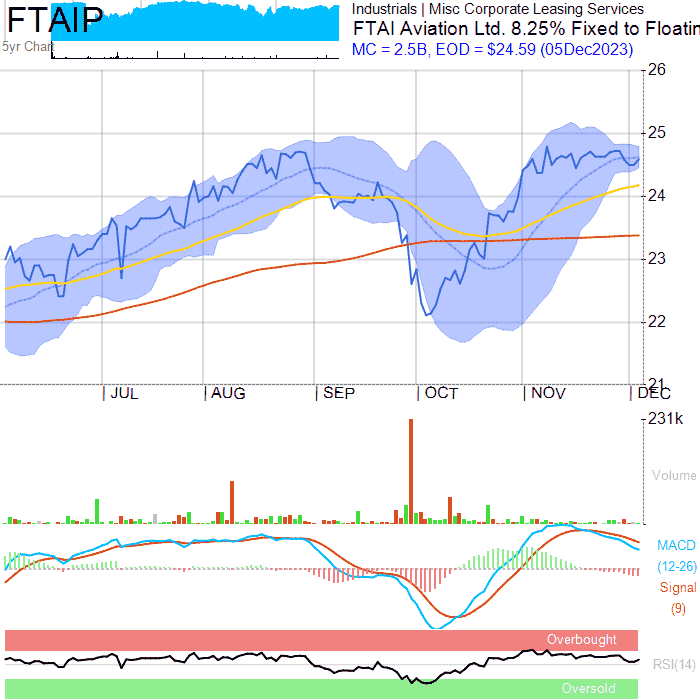 FTAIP
5yr Chart
Industrials | Misc Corporate Leasing Services
FTAI Aviation Ltd. 8.25% Fixed to Floatin
MC = 2.5B, EOD = $24.59 (05Dec2023)
26
25
24
23
22
21
JUL AUG SEP OCT NOV DEC
231k
Volume
MACD
(12-26)
Signal
(9)
Overbought
RSI(14)
Oversold